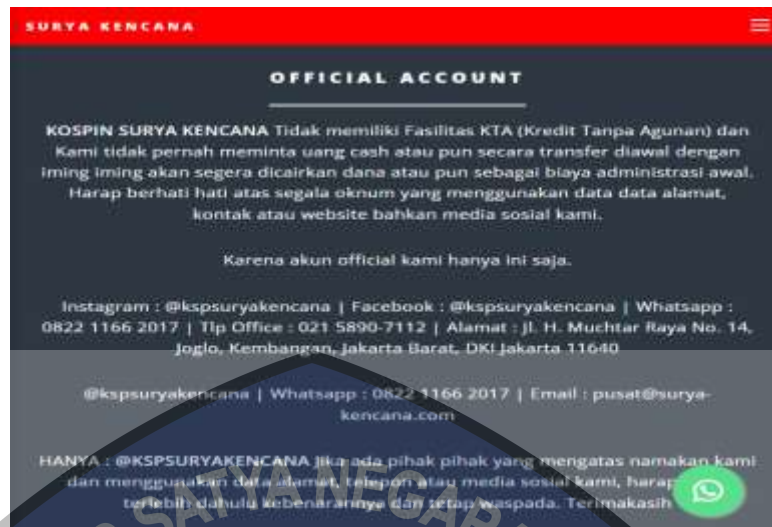 SURYA KENCANA
OFFICIAL ACCOUNT
KOSPIN SURYA KENCANA Tidak memiliki Fasilitas KTA (Kredit Tanpa Agunan) dan
Kami tidak pernah meminta uang cash atau pun secara transfer diawal dengan
iming iming akan segera dicairkan dana atau pun sebagai biaya administrasi awal.
Harap berhati hati atas segala oknum yang menggunakan data data alamat,
kontak atau website bahkan media sosial kami.
Karena akun official kami hanya ini saja.
Instagram : @kspsuryakencana | Facebook : @kspsuryakencana | Whatsapp :
0822 1166 2017 | Tlp Office : 021 5890-7112 | Alamat : Jl. H. Muchtar Raya No. 14,
Joglo, Kembangan, Jakarta Barat, DKI Jakarta 11640
@kspsuryakencana | Whatsapp : 0822 1166 2017 | Email : pusat@surya-
kencana.com
HANYA : @KSPSURYAKENCANA Jika ada pihak pihak yang mengatas namakan kami
dan menggunakan data alamat, telepon atau media sosial kami, harap
terlebih dahulu kebenarannya dan tetap waspada. Terimakasih
SATYA NEGAR